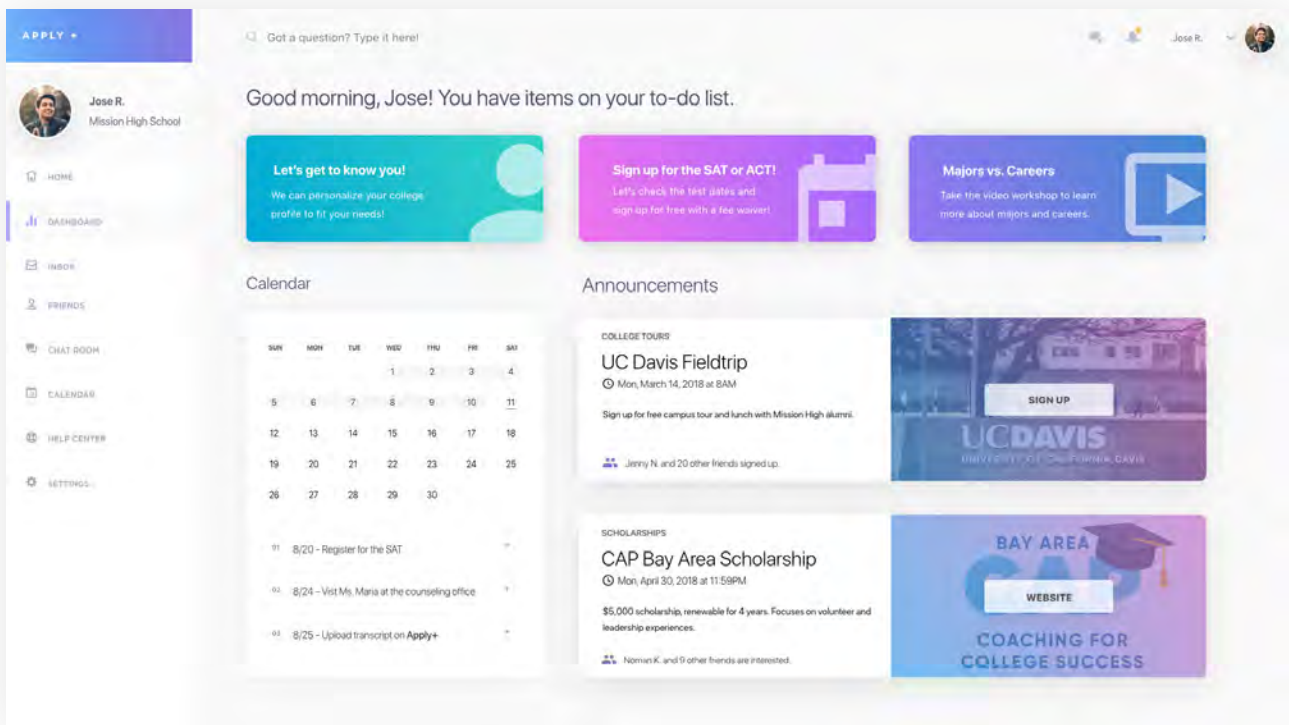 APPLY +
Got a question? Type it here!
Jose R.
Jose R.
Mission High School
HOME
DASHBOARD
INBOX
FRIENDS
CHAT ROOM
CALENDAR
HELP CENTER
SETTINGS
Good morning, Jose! You have items on your to-do list.
Let's get to know you!
We can personalize your college
profile to fit your needs!
Sign up for the SAT or ACT!
Let's check the test dates and
sign up for free with a fee waiver!
Majors vs. Careers
Take the video workshop to learn
more about majors and careers.
Calendar
SUN MON TUE WED THU FRI SAT
1 2 3 4
5 6 7 8 9 10 11
12 13 14 15 16 17 18
19 20 21 22 23 24 25
26 27 28 29 30
01 8/20 - Register for the SAT
02 8/24 - Vist Ms. Maria at the counseling office
03 8/25 - Upload transcript on Apply+
Announcements
COLLEGE TOURS
UC Davis Fieldtrip
Mon, March 14, 2018 at 8AM
Sign up for free campus tour and lunch with Mission High alumni.
Jenny N. and 20 other friends signed up.
SIGN UP
UCDAVIS
UNIVERSITY OF CALIFORNIA, DAVIS
SCHOLARSHIPS
CAP Bay Area Scholarship
Mon, April 30, 2018 at 11:59PM
$5,000 scholarship, renewable for 4 years. Focuses on volunteer and
leadership experiences.
Noman K. and 9 other friends are interested.
BAY AREA
CAP
WEBSITE
COACHING FOR
COLLEGE SUCCESS